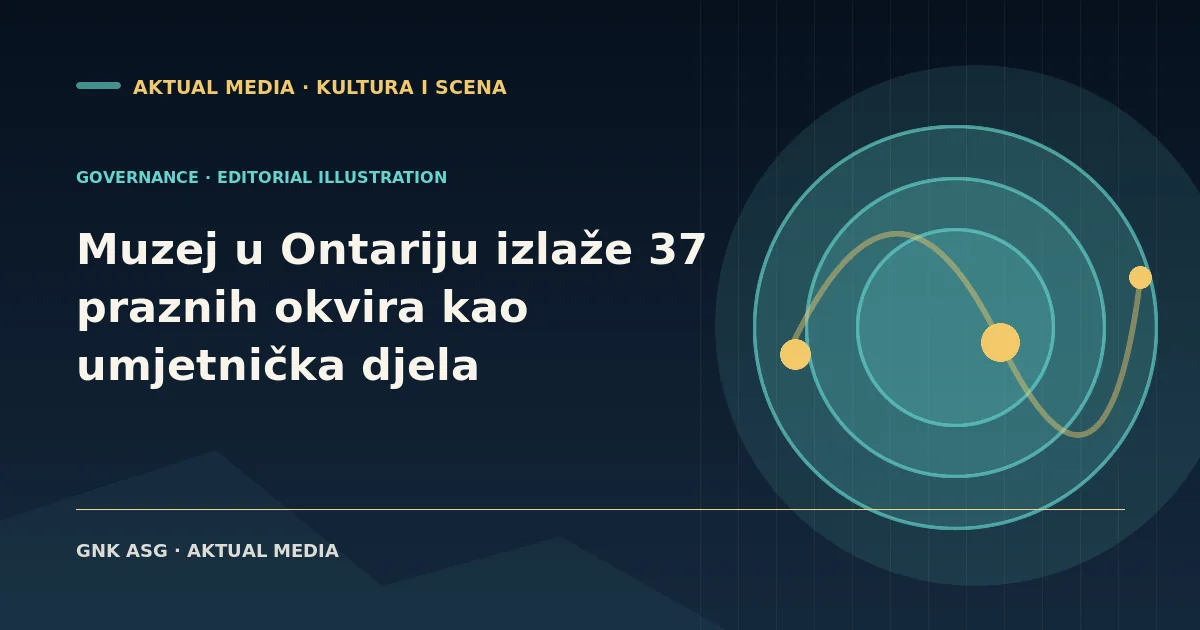 AKTUAL MEDIA · KULTURA I SCENA
GOVERNANCE · EDITORIAL ILLUSTRATION
Muzej u Ontariju izlaže 37
praznih okvira kao
umjetnička djela
GNK ASG · AKTUAL MEDIA